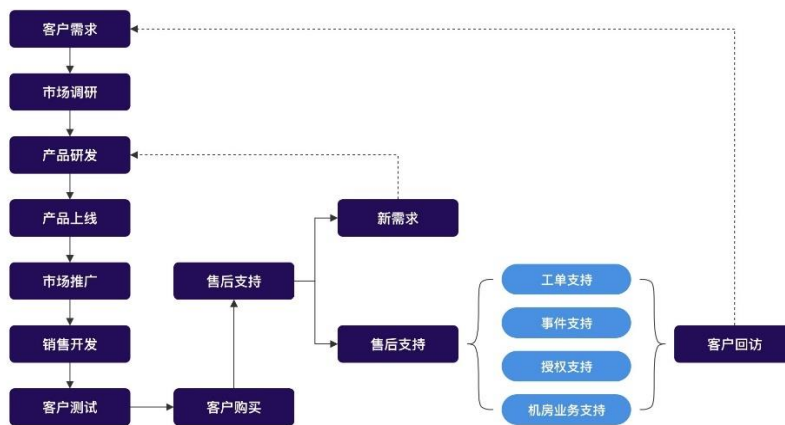 客户需求
市场调研
产品研发
产品上线
市场推广
销售开发
客户测试
客户购买
售后支持
新需求
售后支持
工单支持
事件支持
授权支持
机房业务支持
客户回访